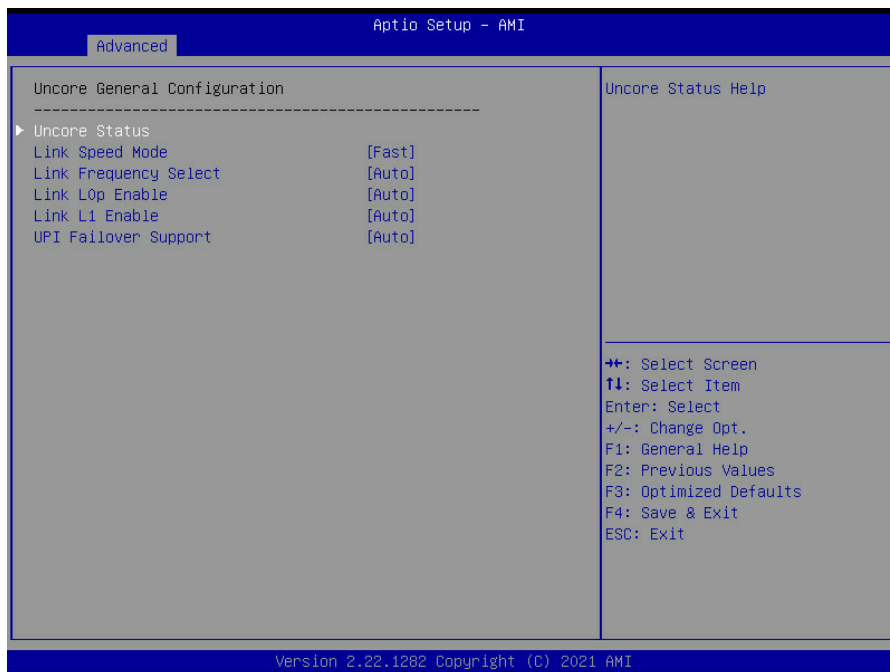 Aptio Setup – AMI
Advanced
Uncore General Configuration
--------------------------------------------------
Uncore Status
Link Speed Mode [Fast]
Link Frequency Select [Auto]
Link L0p Enable [Auto]
Link L1 Enable [Auto]
UPI Failover Support [Auto]
Uncore Status Help
→←: Select Screen
↑↓: Select Item
Enter: Select
+/-: Change Opt.
F1: General Help
F2: Previous Values
F3: Optimized Defaults
F4: Save & Exit
ESC: Exit
Version 2.22.1282 Copyright (C) 2021 AMI